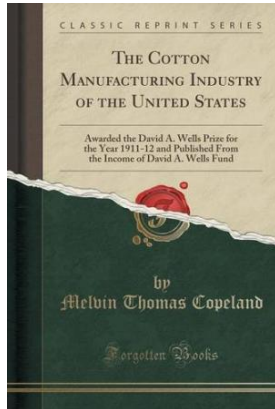 CLASSIC REPRINT SERIES
THE COTTON
MANUFACTURING INDUSTRY
OF THE UNITED STATES
Awarded the David A. Wells Prize for
the Year 1911-12 and Published From
the Income of David A. Wells Fund
by
Melvin Thomas Copeland
Forgotten Books